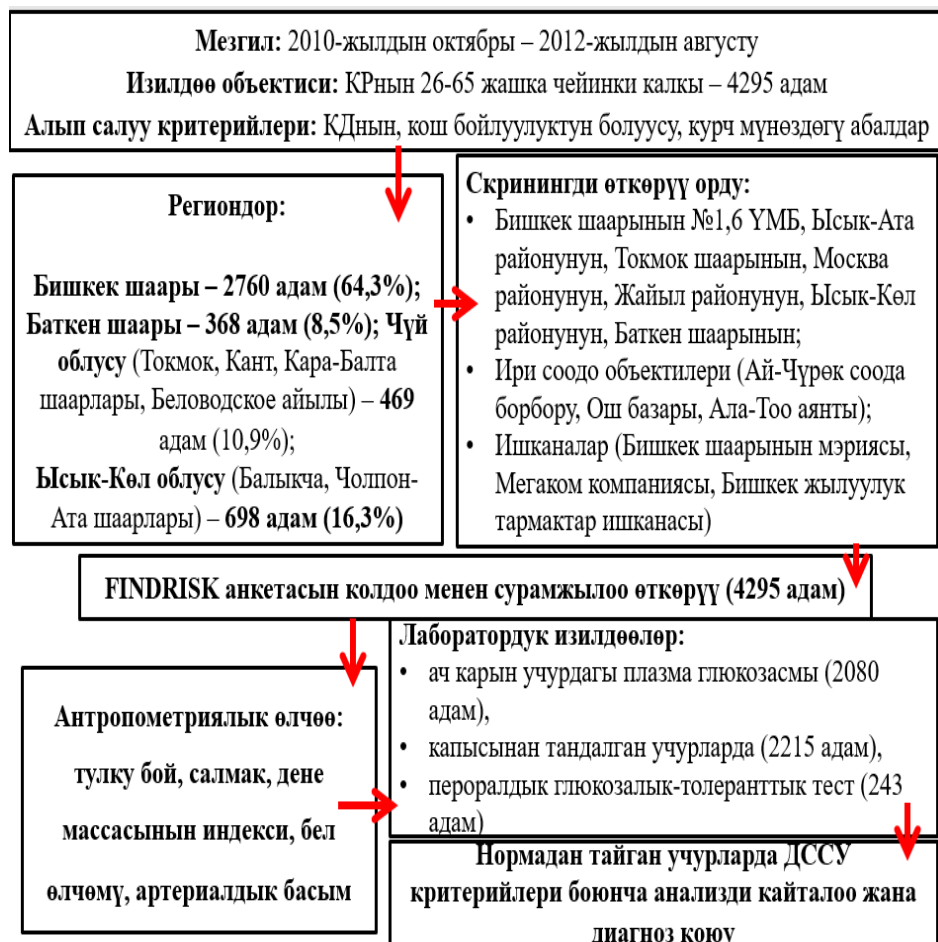 Мезгил: 2010-жылдын октябры – 2012-жылдын августу
Изилдөө объектиси: КРнын 26-65 жашка чейинки калкы – 4295 адам
Алып салуу критерийлери: КДнын, кош бойлуулуктун болуусу, курч мүнөздөгү абалдар
Региондор:
Бишкек шаары – 2760 адам (64,3%);
Баткен шаары – 368 адам (8,5%); Чүй
облусу (Токмок, Кант, Кара-Балта
шаарлары, Беловодское айылы) – 469
адам (10,9%);
Ысык-Көл облусу (Балыкча, Чолпон-
Ата шаарлары) – 698 адам (16,3%)
Скринингди өткөрүү орду:
• Бишкек шаарынын №1,6 ҮМБ, Ысык-Ата
районунун, Токмок шаарынын, Москва
районунун, Жайыл районунун, Ысык-Көл
районунун, Баткен шаарынын;
• Ири соодо объектилери (Ай-Чүрөк соода
борбору, Ош базары, Ала-Тоо аянты);
• Ишканалар (Бишкек шаарынын мэриясы,
Мегаком компаниясы, Бишкек жылуулук
тармактар ишканасы)
FINDRISK анкетасын колдоо менен сурамжылоо өткөрүү (4295 адам)
Антропометриялык өлчөө:
тулку бой, салмак, дене
массасынын индекси, бел
өлчөмү, артериалдык басым
Лаборатордук изилдөөлөр:
• ач карын учурдагы плазма глюкозасмы (2080
адам),
• капысынан тандалган учурларда (2215 адам),
• пероралдык глюкозалык-толеранттык тест (243
адам)
Нормадан тайган учурларда ДССУ
критерийлери боюнча анализди кайталоо жана
диагноз коюу